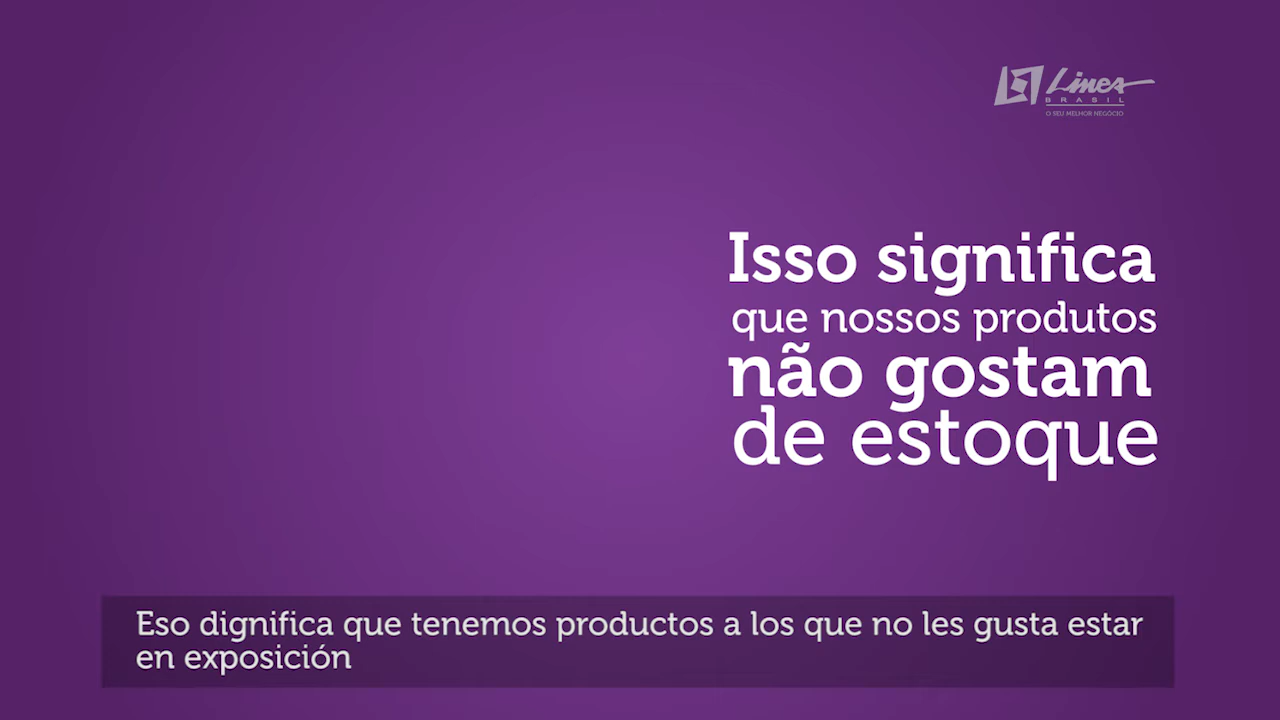 Linea
BRASIL
O SEU MELHOR NEGÓCIO
Isso significa
que nossos produtos
não gostam
de estoque
Eso dignifica que tenemos productos a los que no les gusta estar
en exposición